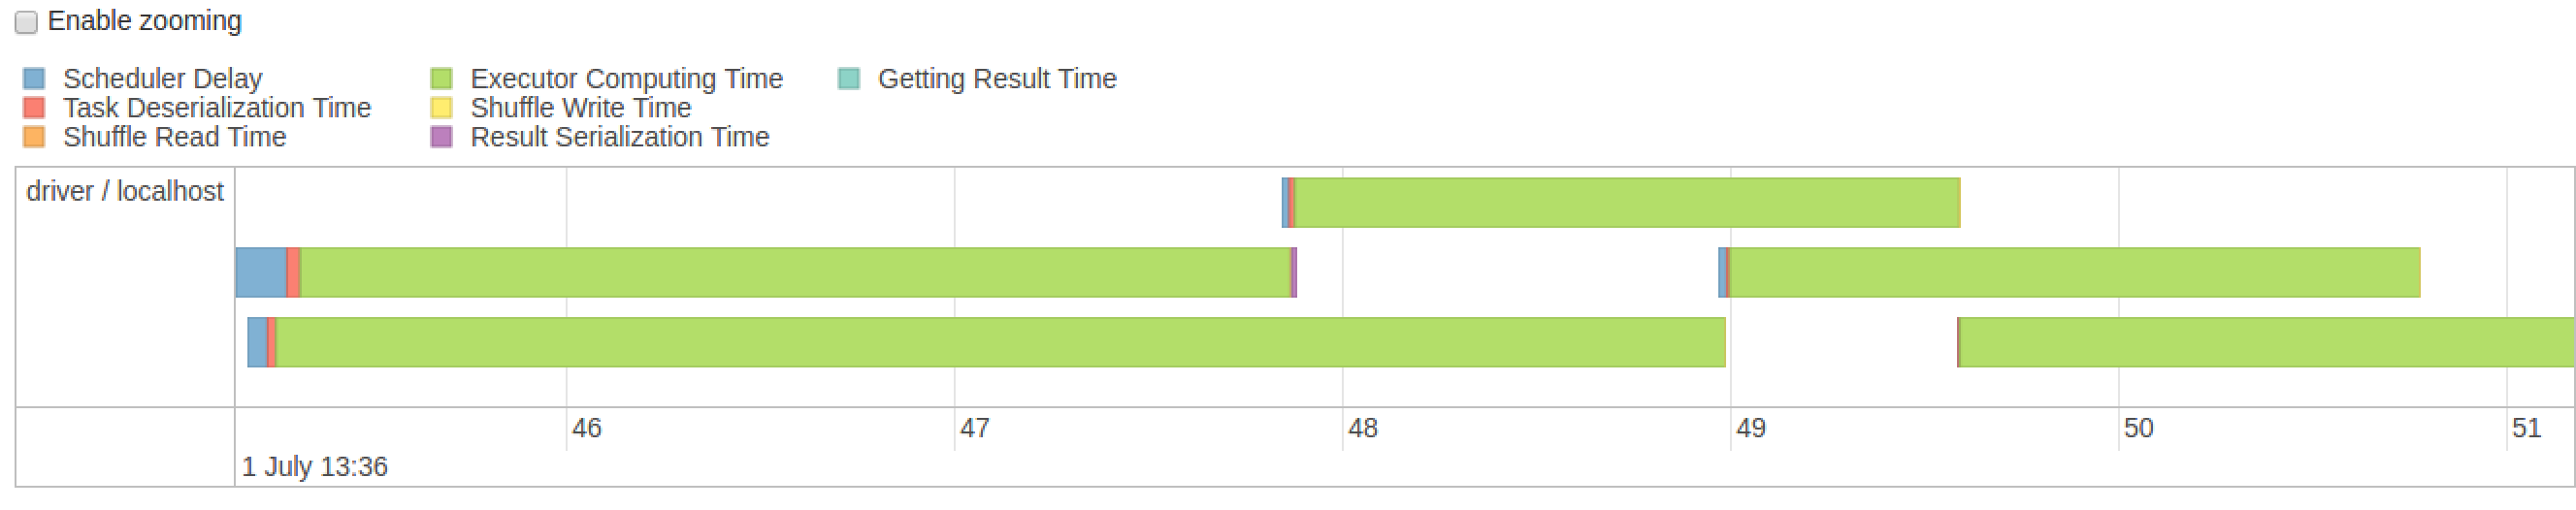 Enable zooming
Scheduler Delay Executor Computing Time Getting Result Time
Task Deserialization Time Shuffle Write Time
Shuffle Read Time Result Serialization Time
driver / localhost
46 47 48 49 50 51
1 July 13:36